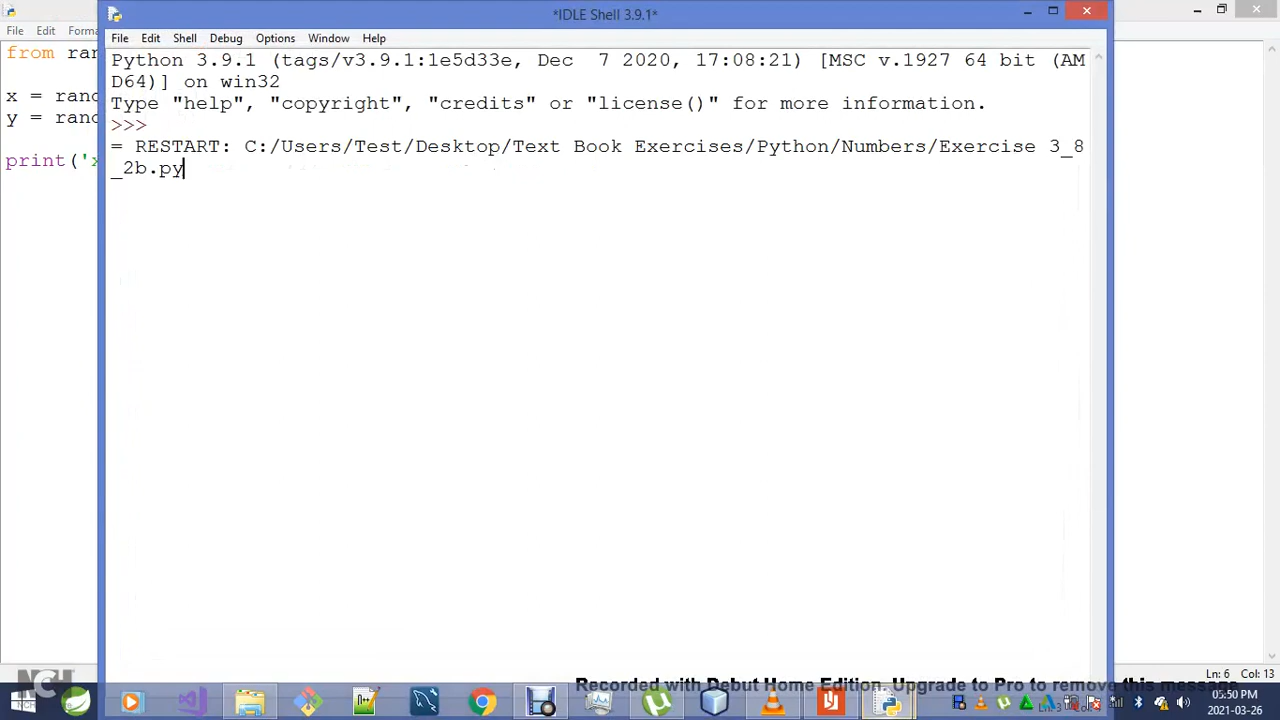 *IDLE Shell 3.9.1*
File Edit Forma
File Edit Shell Debug Options Window Help
from ran
x = rand
y = rand
print('x
Python 3.9.1 (tags/v3.9.1:1e5d33e, Dec  7 2020, 17:08:21) [MSC v.1927 64 bit (AM
D64)] on win32
Type "help", "copyright", "credits" or "license()" for more information.
>>>
= RESTART: C:/Users/Test/Desktop/Text Book Exercises/Python/Numbers/Exercise 3_8
_2b.py
Ln: 6 Col: 13
NCH
Recorded with Debut Home Edition. Upgrade to Pro to remove this message
05:50 PM
2021-03-26